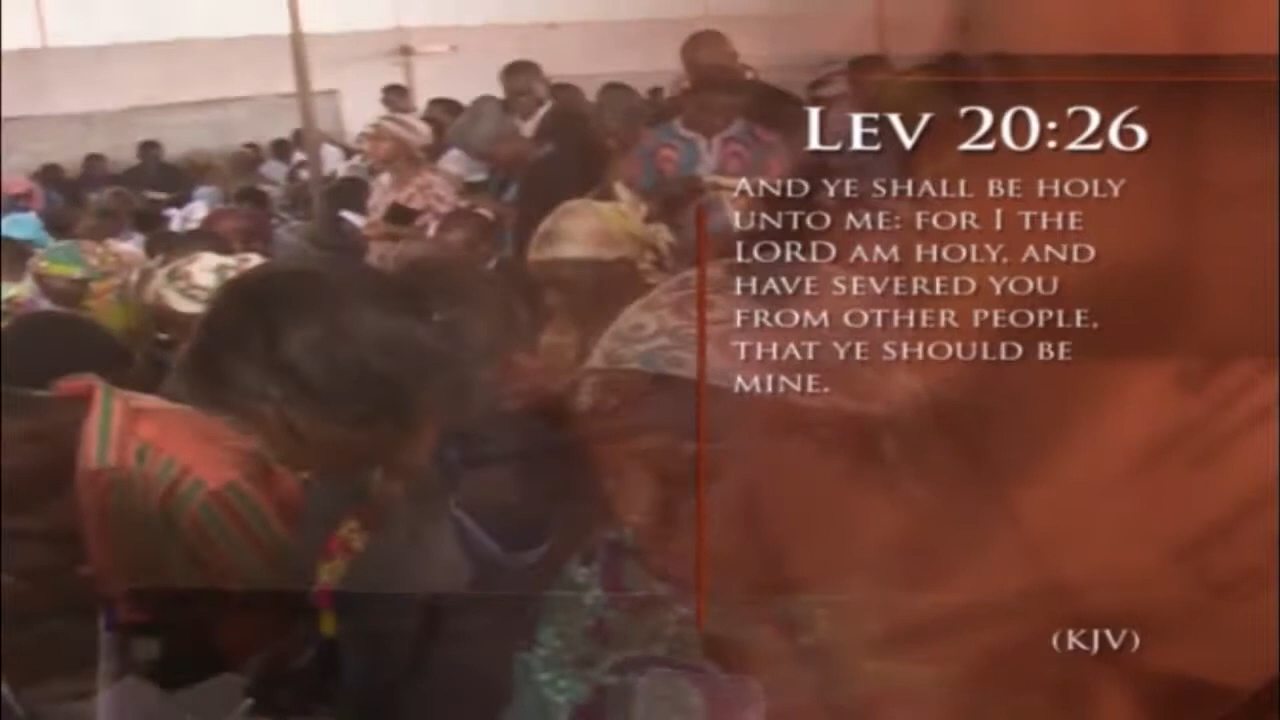 Lev 20:26
And ye shall be holy
unto me: for I the
LORD am holy, and
have severed you
from other people,
that ye should be
mine.
(KJV)